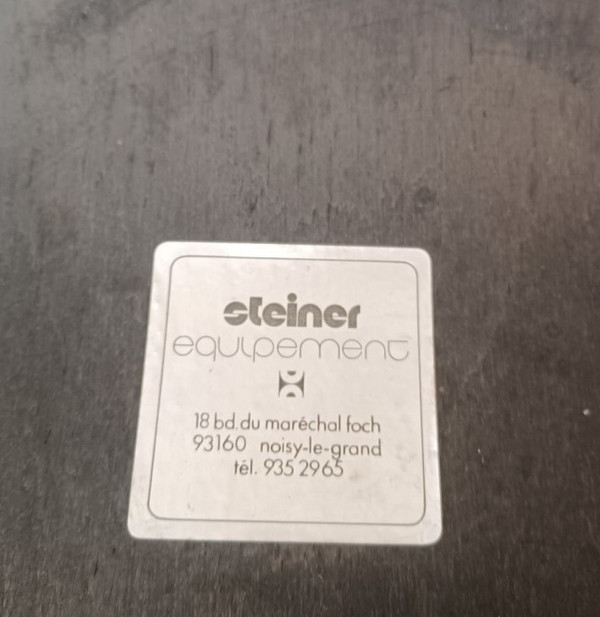 steiner
equipement
18 bd. du maréchal foch
93160 noisy-le-grand
tél. 935 29 65